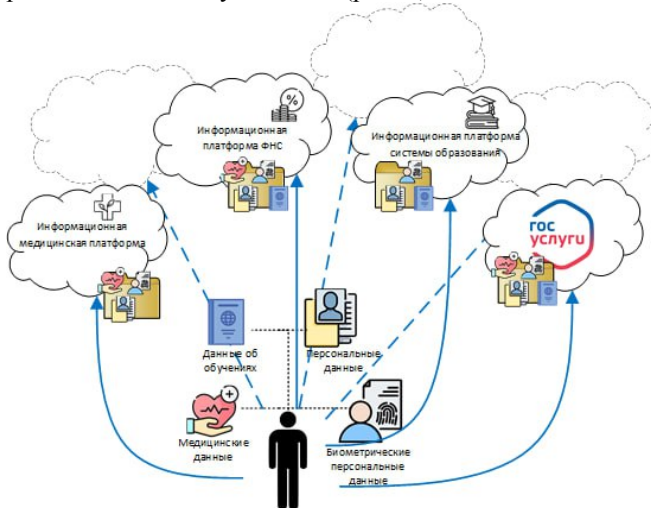 Информационная
платформа ФНС
Информационная платформа
системы образования
Информационная
медицинская платформа
гос
услуги
Данные об
обучениях
Персональные
данные
Медицинские
данные
Биометрические
персональные
данные